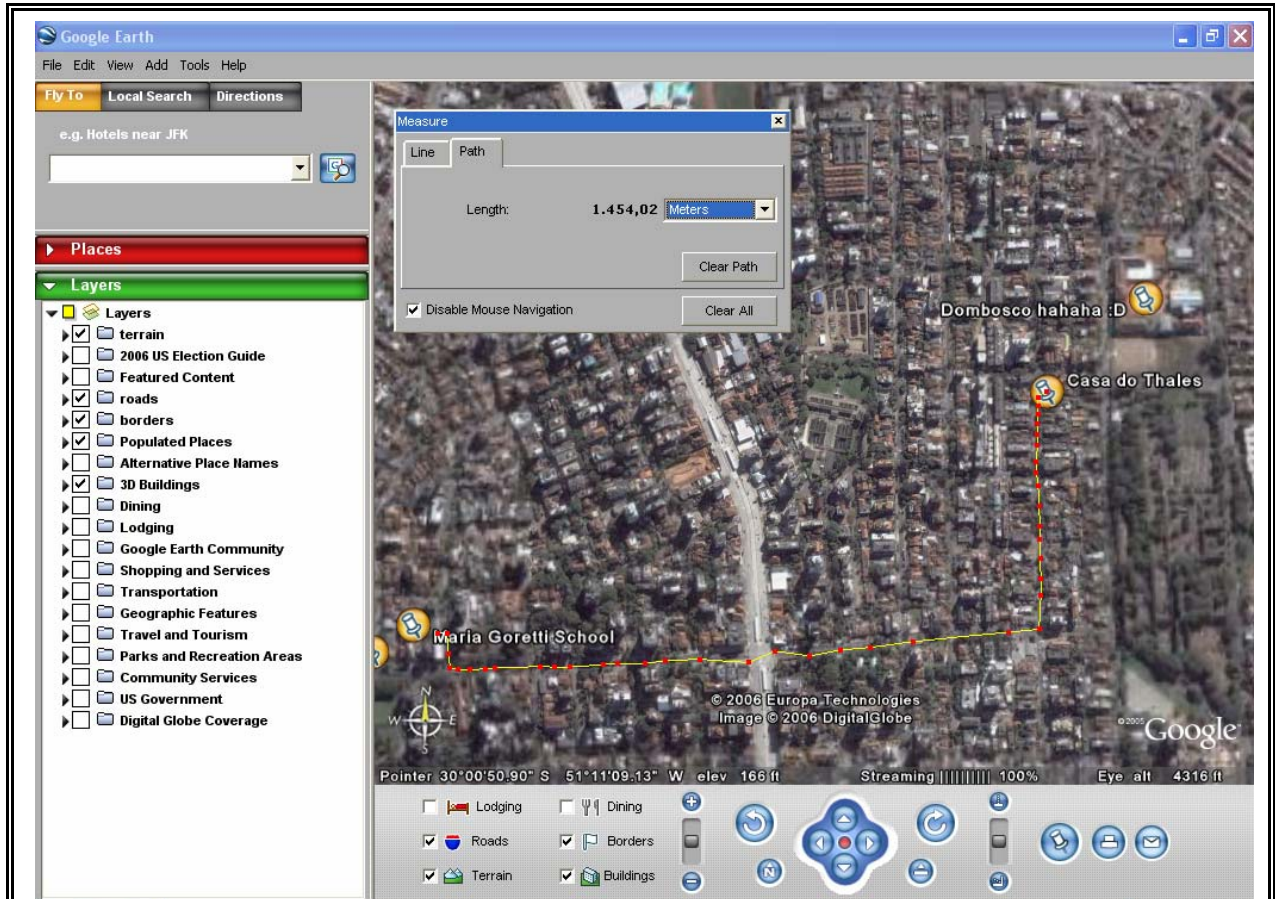 Google Earth
File Edit View Add Tools Help
Fly To Local Search Directions
e.g. Hotels near JFK
Places
Layers
Layers
terrain
2006 US Election Guide
Featured Content
roads
borders
Populated Places
Alternative Place Names
3D Buildings
Dining
Lodging
Google Earth Community
Shopping and Services
Transportation
Geographic Features
Travel and Tourism
Parks and Recreation Areas
Community Services
US Government
Digital Globe Coverage
Measure
Line Path
Length: 1.454,02 Meters
Clear Path
Disable Mouse Navigation Clear All
Dombosco hahaha :D
Casa do Thales
Maria Goretti School
N
W E
S
© 2006 Europa Technologies
Image © 2006 DigitalGlobe
© 2005 Google
Pointer 30°00'50.90" S 51°11'09.13" W elev 166 ft Streaming |||||||||| 100% Eye alt 4316 ft
Lodging Dining
Roads Borders
Terrain Buildings
N